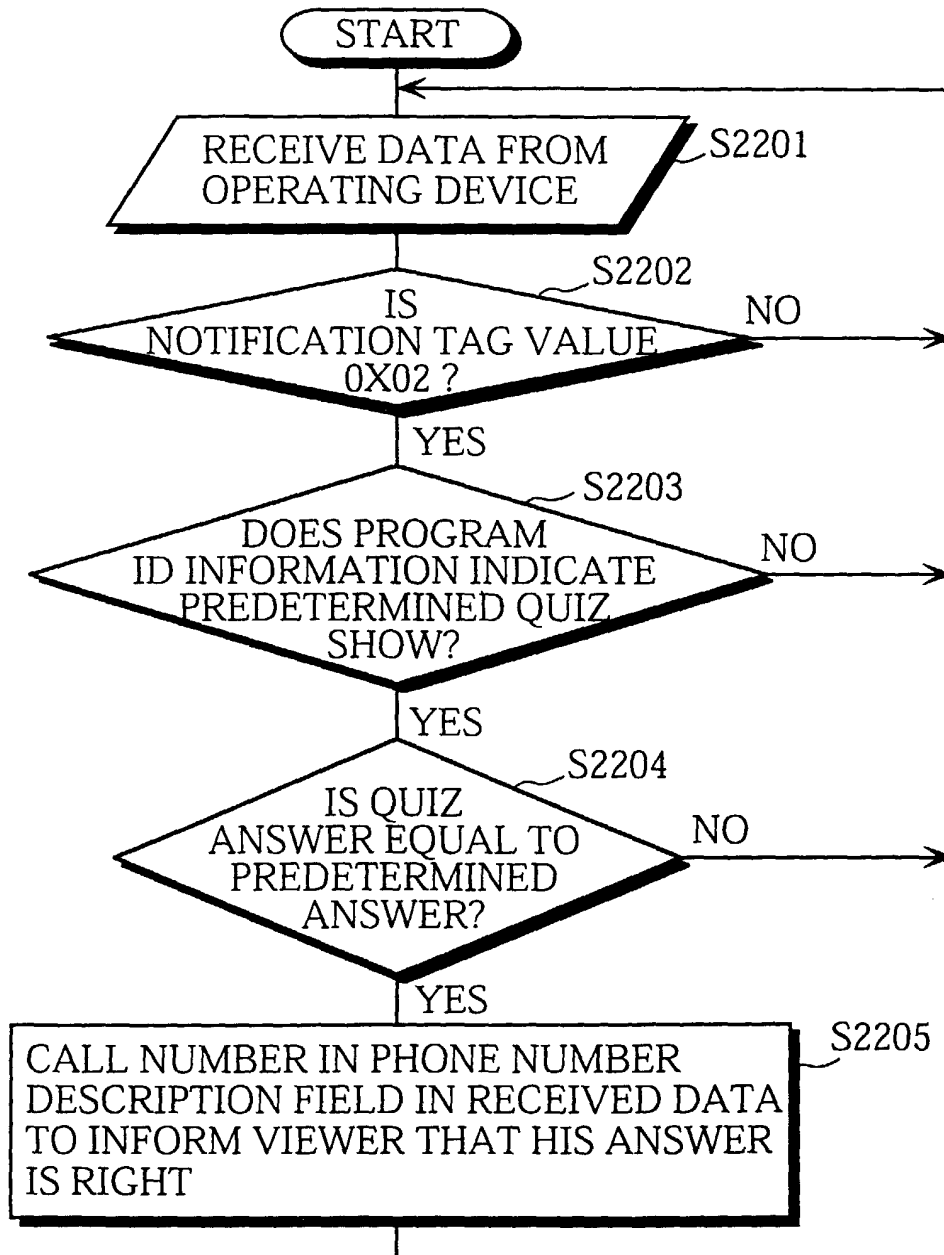 START
RECEIVE DATA FROM
OPERATING DEVICE
S2201
S2202
IS
NOTIFICATION TAG VALUE
0X02 ?
NO
YES
S2203
DOES PROGRAM
ID INFORMATION INDICATE
PREDETERMINED QUIZ
SHOW?
NO
YES
S2204
IS QUIZ
ANSWER EQUAL TO
PREDETERMINED
ANSWER?
NO
YES
S2205
CALL NUMBER IN PHONE NUMBER
DESCRIPTION FIELD IN RECEIVED DATA
TO INFORM VIEWER THAT HIS ANSWER
IS RIGHT